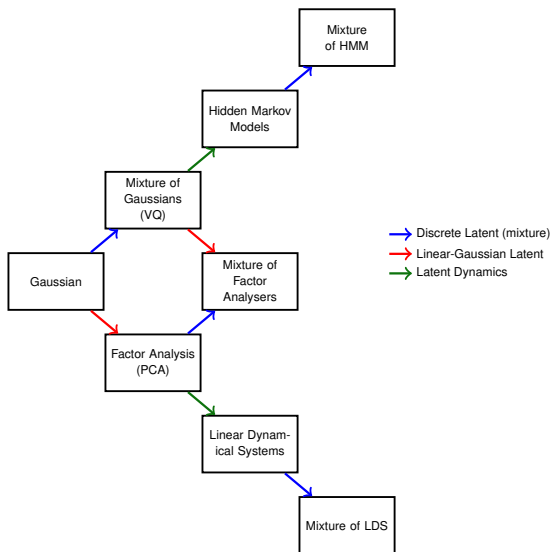 Mixture
of HMM
Hidden Markov
Models
Mixture of
Gaussians
(VQ)
Discrete Latent (mixture)
Linear-Gaussian Latent
Latent Dynamics
Gaussian
Mixture of
Factor
Analysers
Factor Analysis
(PCA)
Linear Dynam-
ical Systems
Mixture of LDS